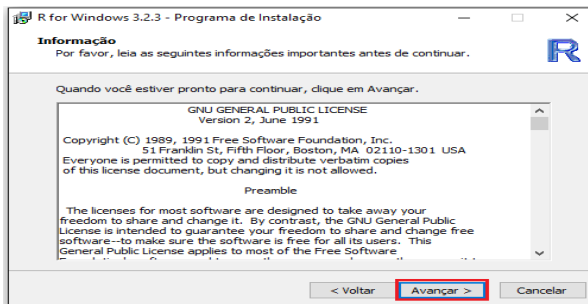 R for Windows 3.2.3 - Programa de Instalação
Informação
Por favor, leia as seguintes informações importantes antes de continuar.
R
Quando você estiver pronto para continuar, clique em Avançar.
GNU GENERAL PUBLIC LICENSE
Version 2, June 1991
Copyright (C) 1989, 1991 Free Software Foundation, Inc.
51 Franklin St, Fifth Floor, Boston, MA 02110-1301 USA
Everyone is permitted to copy and distribute verbatim copies
of this license document, but changing it is not allowed.
Preamble
The licenses for most software are designed to take away your
freedom to share and change it. By contrast, the GNU General Public
License is intended to guarantee your freedom to share and change free
software--to make sure the software is free for all its users. This
General Public License applies to most of the Free Software
< Voltar
Avançar >
Cancelar